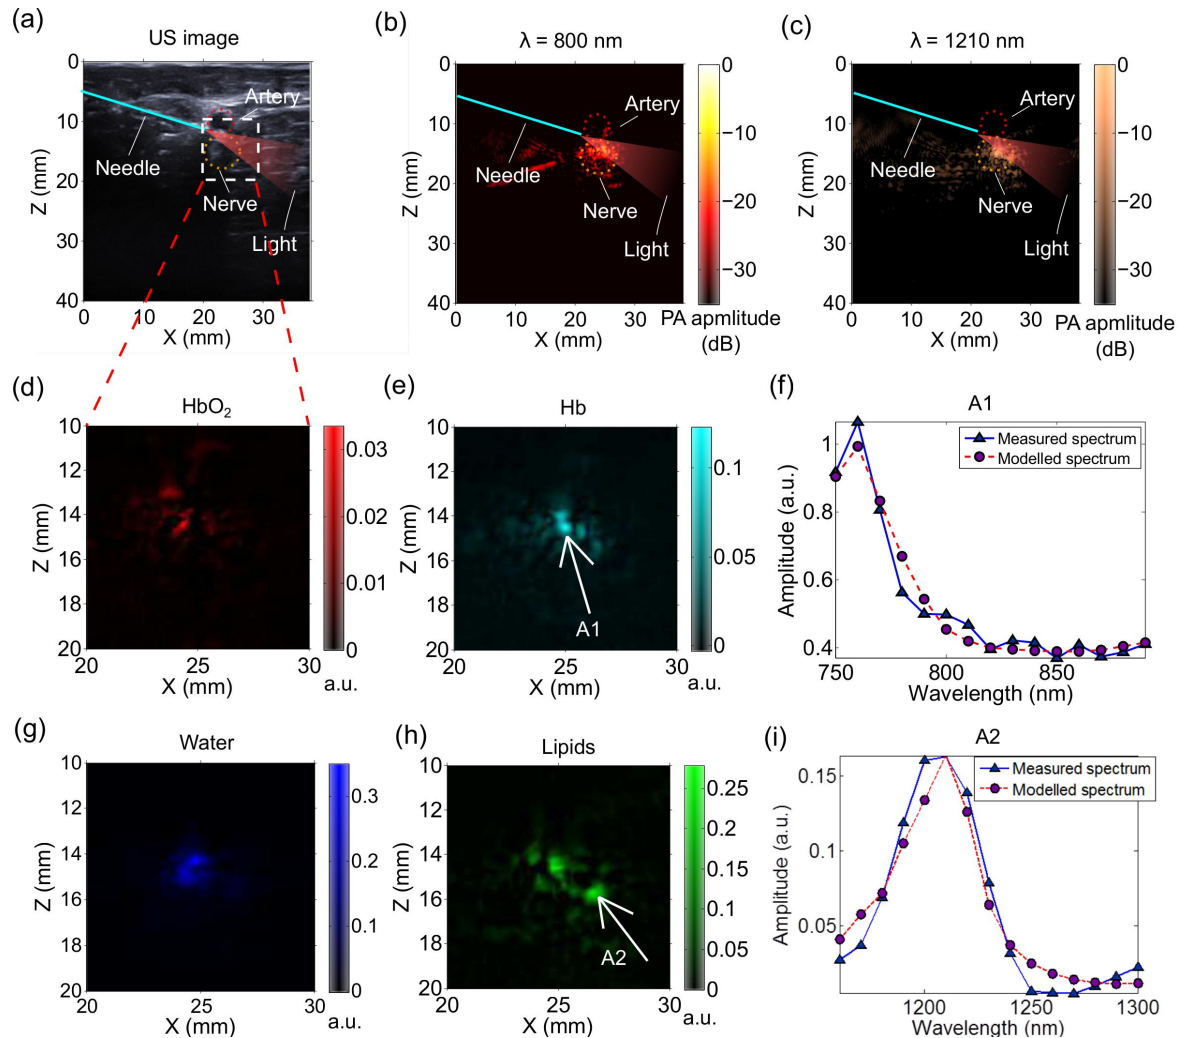 (a)
US image
0
10
20
30
40
Z (mm)
0
10
20
30
X (mm)
Artery
Needle
Nerve
Light
(b)
λ = 800 nm
0
10
20
30
40
Z (mm)
0
10
20
30
X (mm)
Artery
Needle
Nerve
Light
0
−10
−20
−30
PA apmlitude
(dB)
(c)
λ = 1210 nm
0
10
20
30
40
Z (mm)
0
10
20
30
X (mm)
Artery
Needle
Nerve
Light
0
−10
−20
−30
PA apmlitude
(dB)
(d)
HbO2
10
12
14
16
18
20
Z (mm)
20
25
30
X (mm)
0.03
0.02
0.01
0
a.u.
(e)
Hb
10
12
14
16
18
20
Z (mm)
20
25
30
X (mm)
A1
0.1
0.05
0
a.u.
(f)
A1
Measured spectrum
Modelled spectrum
1
0.8
0.6
0.4
Amplitude (a.u.)
750
800
850
Wavelength (nm)
(g)
Water
10
12
14
16
18
20
Z (mm)
20
25
30
X (mm)
0.3
0.2
0.1
0
a.u.
(h)
Lipids
10
12
14
16
18
20
Z (mm)
20
25
30
X (mm)
A2
0.25
0.2
0.15
0.1
0.05
0
a.u.
(i)
A2
Measured spectrum
Modelled spectrum
0.15
0.1
0.05
Amplitude (a.u.)
1200
1250
1300
Wavelength (nm)